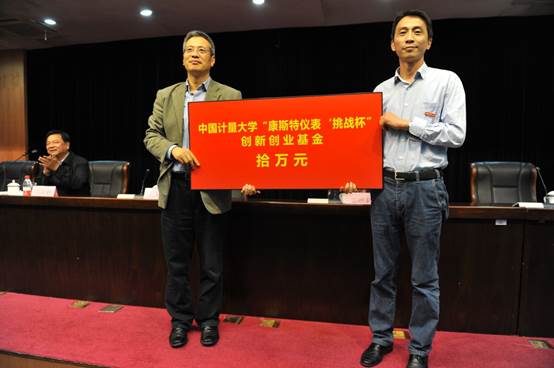 中国计量大学“康斯特仪表‘挑战杯”
创新创业基金
拾万元